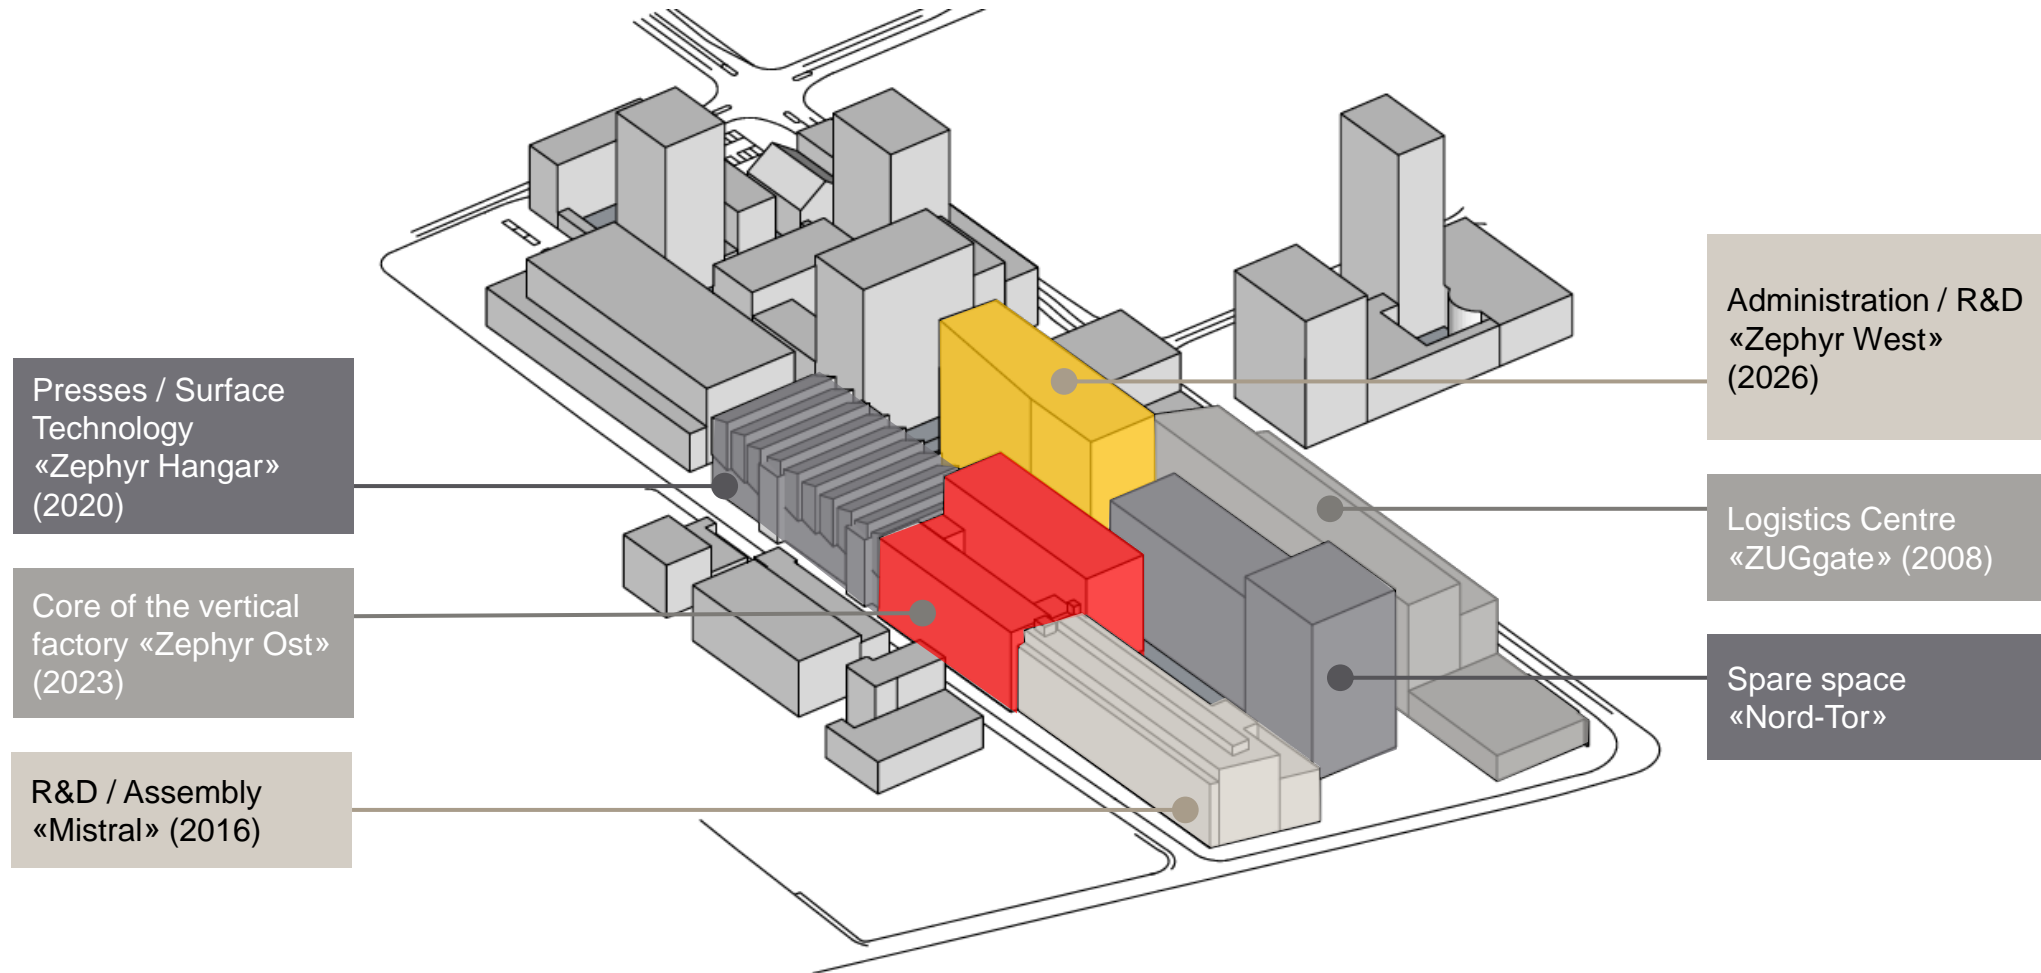 Presses / Surface
Technology
«Zephyr Hangar»
(2020)
Core of the vertical
factory «Zephyr Ost»
(2023)
R&D / Assembly
«Mistral» (2016)
Administration / R&D
«Zephyr West»
(2026)
Logistics Centre
«ZUGgate» (2008)
Spare space
«Nord-Tor»